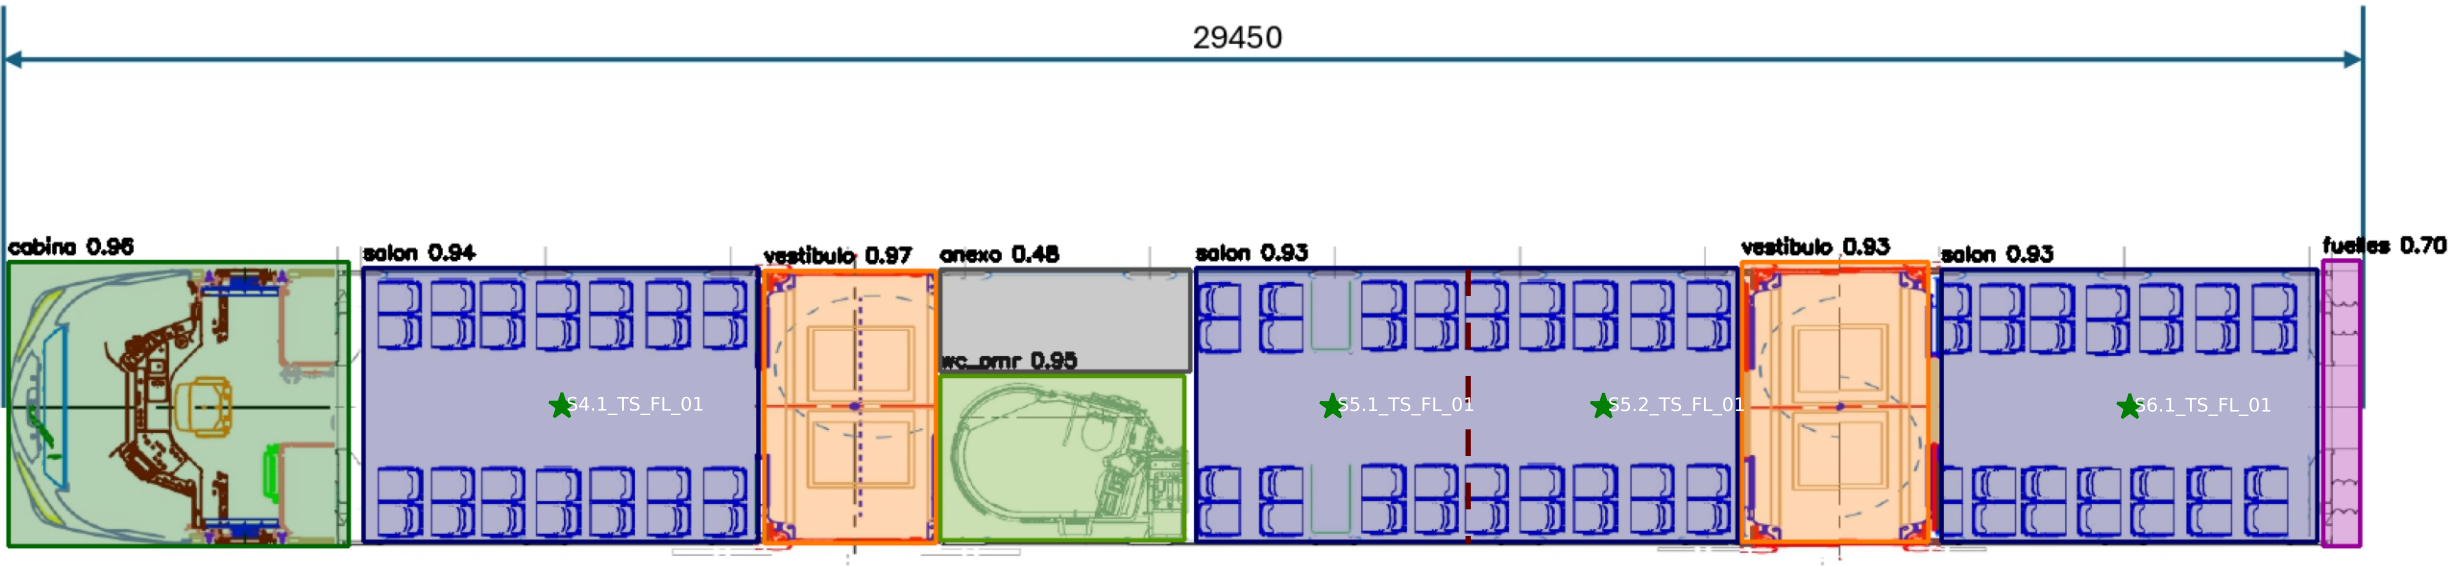 29450
cabina 0.96
salon 0.94
vestibulo 0.97
anexo 0.48
salon 0.93
vestibulo 0.93
salon 0.93
fuelles 0.70
wc_pmr 0.95
S4.1_TS_FL_01
S5.1_TS_FL_01
S5.2_TS_FL_01
S6.1_TS_FL_01